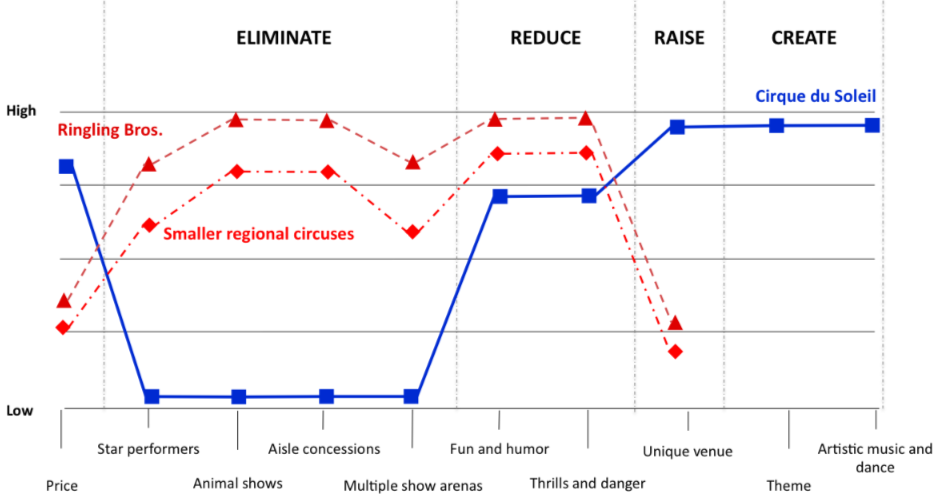 ELIMINATE
REDUCE
RAISE
CREATE
Cirque du Soleil
High
Ringling Bros.
Smaller regional circuses
Low
Star performers
Aisle concessions
Fun and humor
Unique venue
Artistic music and
dance
Price
Animal shows
Multiple show arenas
Thrills and danger
Theme